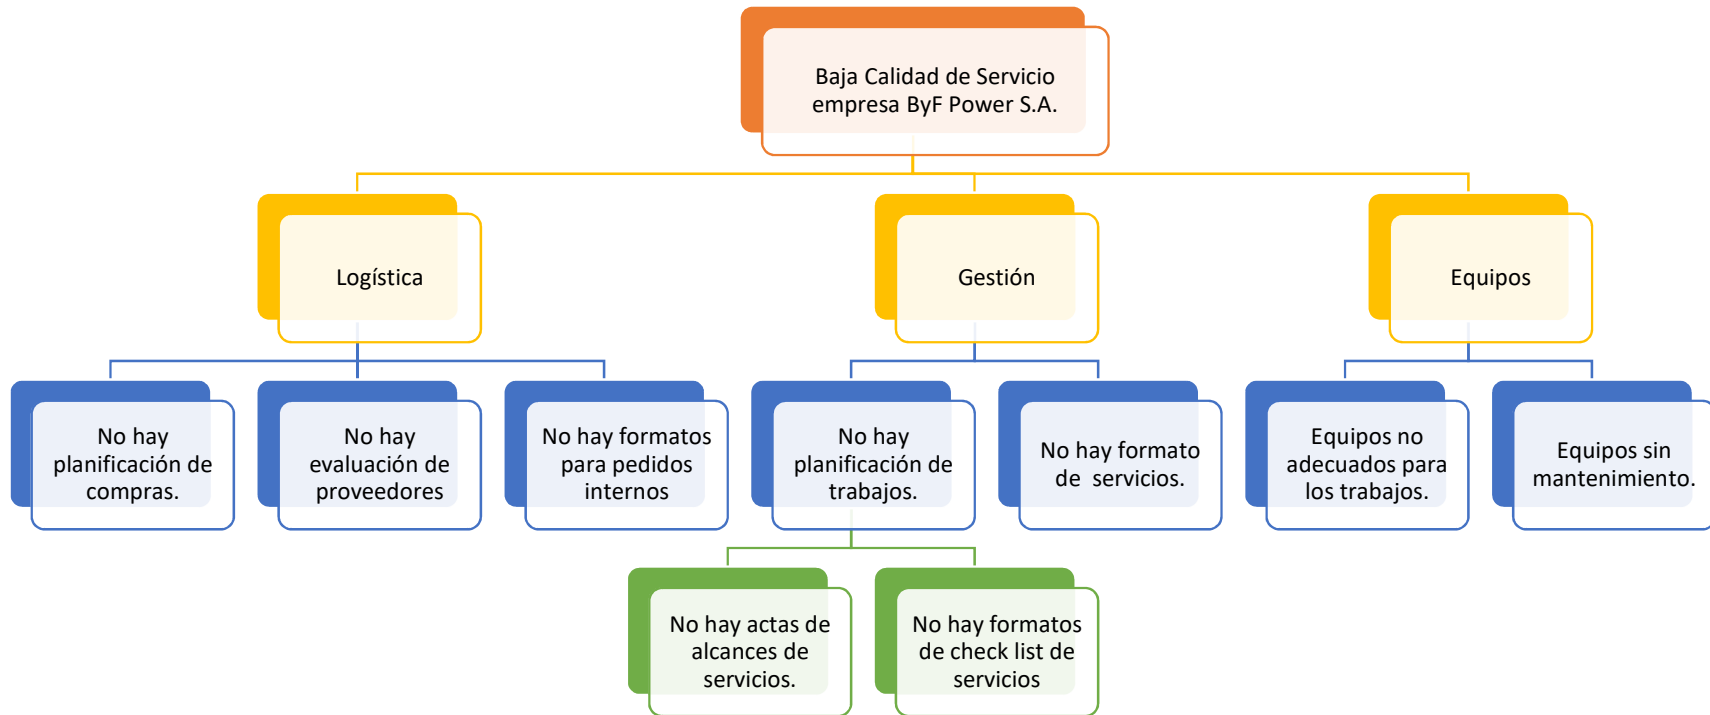 Baja Calidad de Servicio
empresa ByF Power S.A.
Logística
Gestión
Equipos
No hay
planificación de
compras.
No hay
evaluación de
proveedores
No hay formatos
para pedidos
internos
No hay
planificación de
trabajos.
No hay formato
de  servicios.
Equipos no
adecuados para
los trabajos.
Equipos sin
mantenimiento.
No hay actas de
alcances de
servicios.
No hay formatos
de check list de
servicios